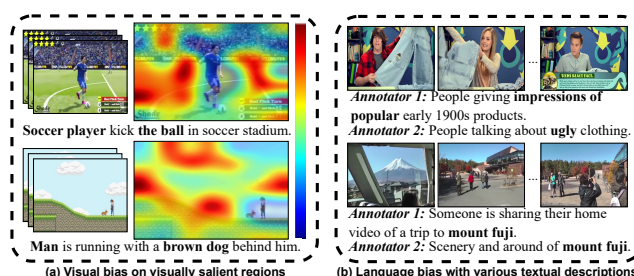 Soccer player kick the ball in soccer stadium.
Man is running with a brown dog behind him.
(a) Visual bias on visually salient regions
...
Annotator 1: People giving impressions of
popular early 1900s products.
Annotator 2: People talking about ugly clothing.
...
Annotator 1: Someone is sharing their home
video of a trip to mount fuji.
Annotator 2: Scenery and around of mount fuji.
(b) Language bias with various textual descriptions